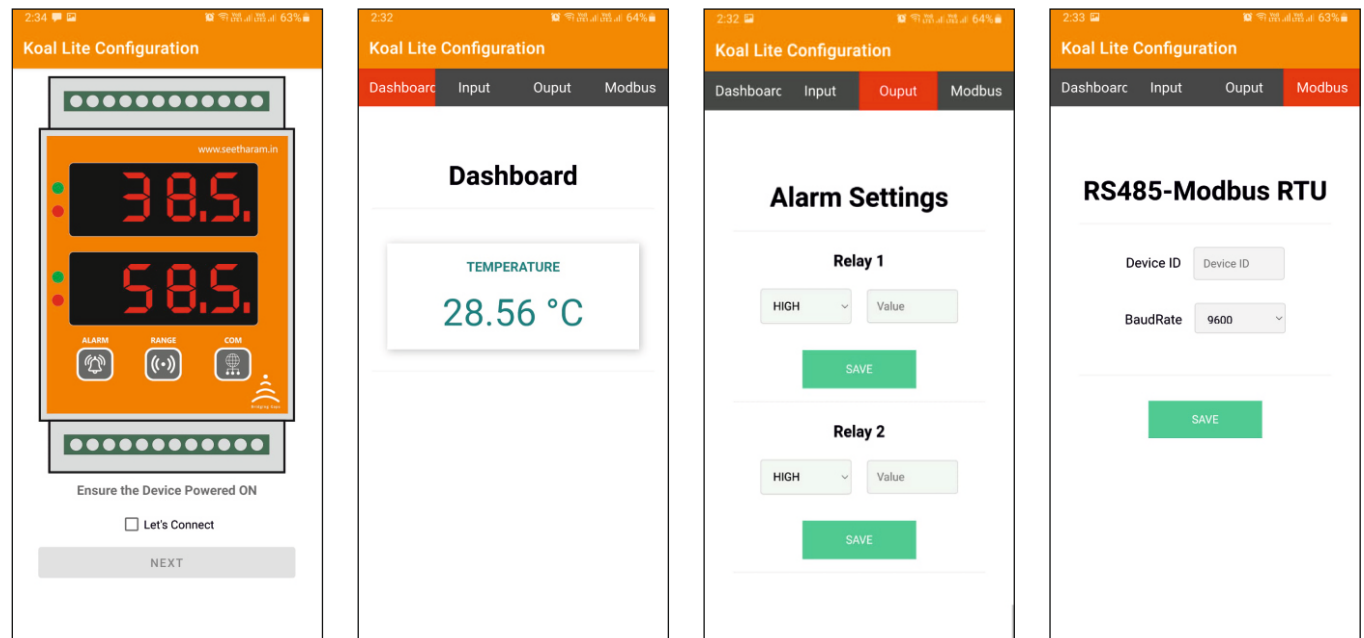 2:34 63%
Koal Lite Configuration
www.seetharam.in
38.5.
58.5.
ALARM RANGE COM
Bridging Gaps
Ensure the Device Powered ON
Let's Connect
NEXT
2:32 64%
Koal Lite Configuration
Dashboarc Input Ouput Modbus
Dashboard
TEMPERATURE
28.56 °C
2:32 64%
Koal Lite Configuration
Dashboarc Input Ouput Modbus
Alarm Settings
Relay 1
HIGH Value
SAVE
Relay 2
HIGH Value
SAVE
2:33 63%
Koal Lite Configuration
Dashboarc Input Ouput Modbus
RS485-Modbus RTU
Device ID Device ID
BaudRate 9600
SAVE